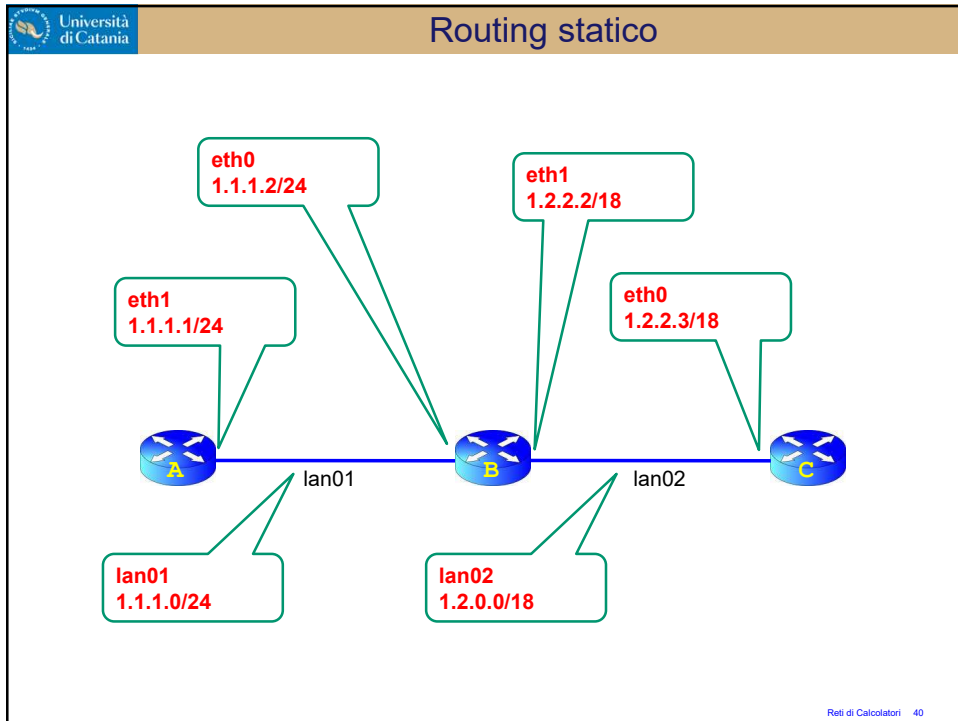 Università
di Catania
Routing statico
eth0
1.1.1.2/24
eth1
1.2.2.2/18
eth1
1.1.1.1/24
eth0
1.2.2.3/18
A
B
C
lan01
lan02
lan01
1.1.1.0/24
lan02
1.2.0.0/18
Reti di Calcolatori 40